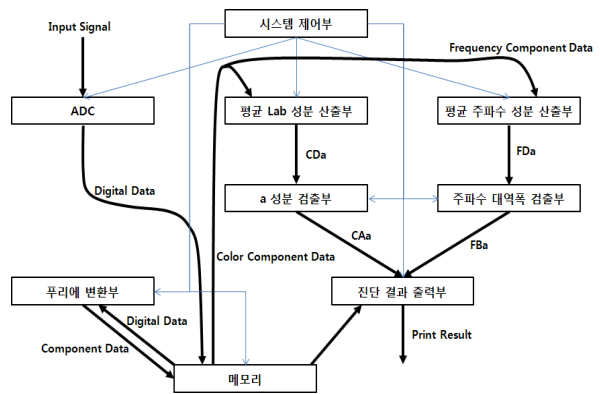 시스템 제어부
Input Signal
Frequency Component Data
ADC
평균 Lab 성분 산출부
평균 주파수 성분 산출부
CDa
FDa
Digital Data
a 성분 검출부
주파수 대역폭 검출부
CAa
FBa
Color Component Data
푸리에 변환부
진단 결과 출력부
Digital Data
Print Result
Component Data
메모리